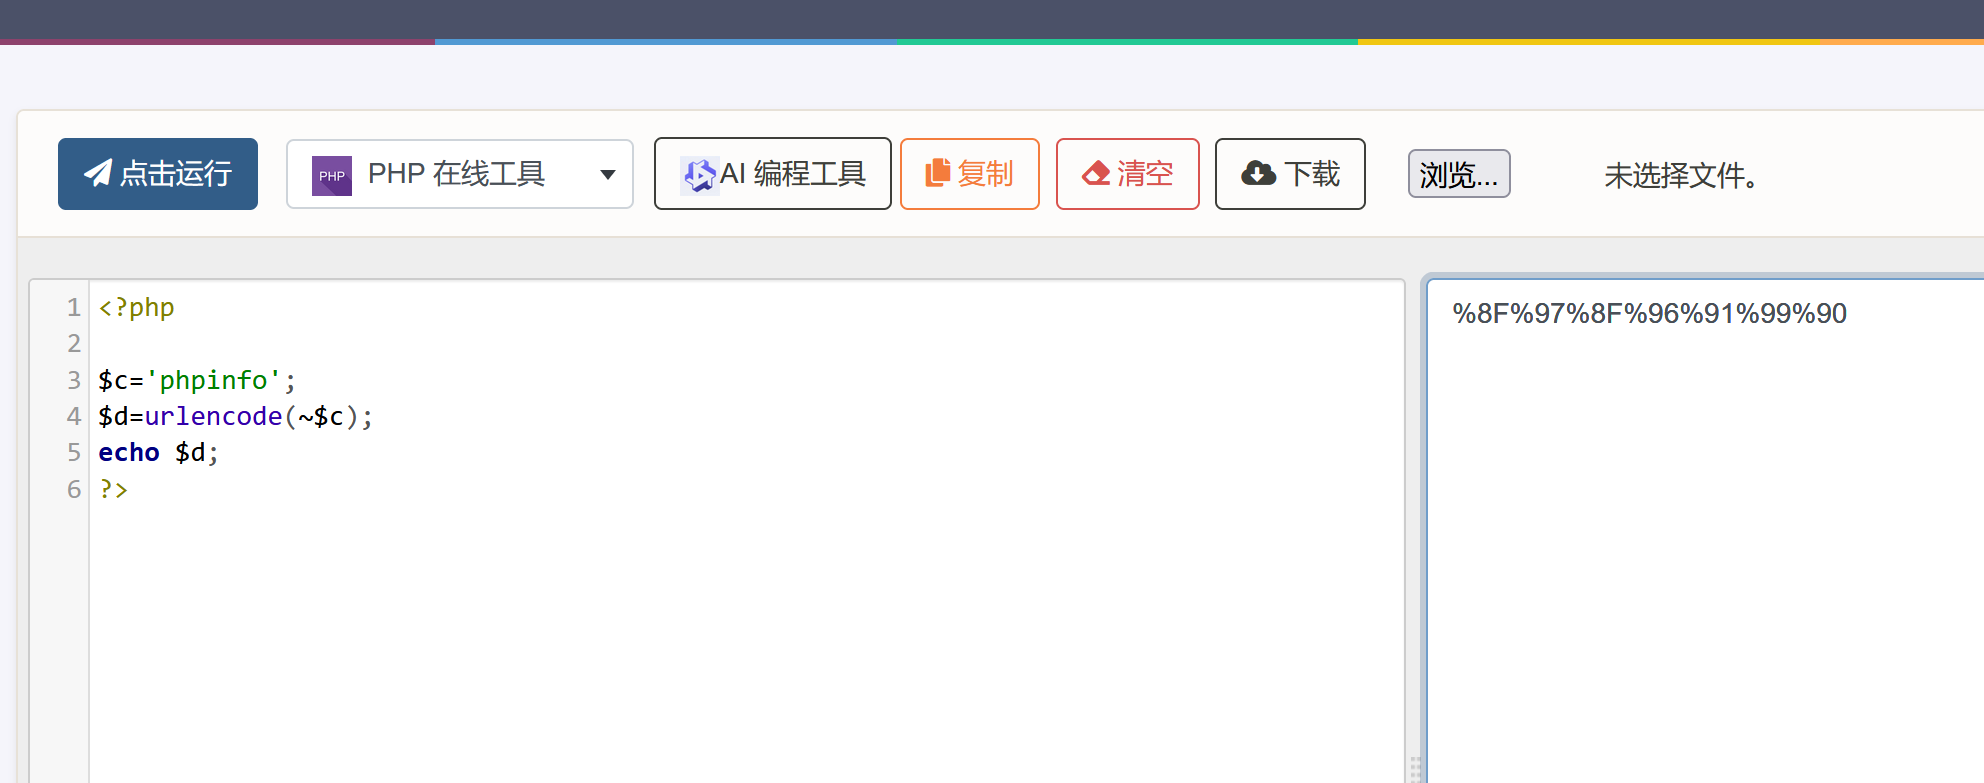 点击运行 PHP PHP 在线工具 AI 编程工具 复制 清空 下载 浏览... 未选择文件。
1 <?php
2
3 $c='phpinfo';
4 $d=urlencode(~$c);
5 echo $d;
6 ?>
%8F%97%8F%96%91%99%90